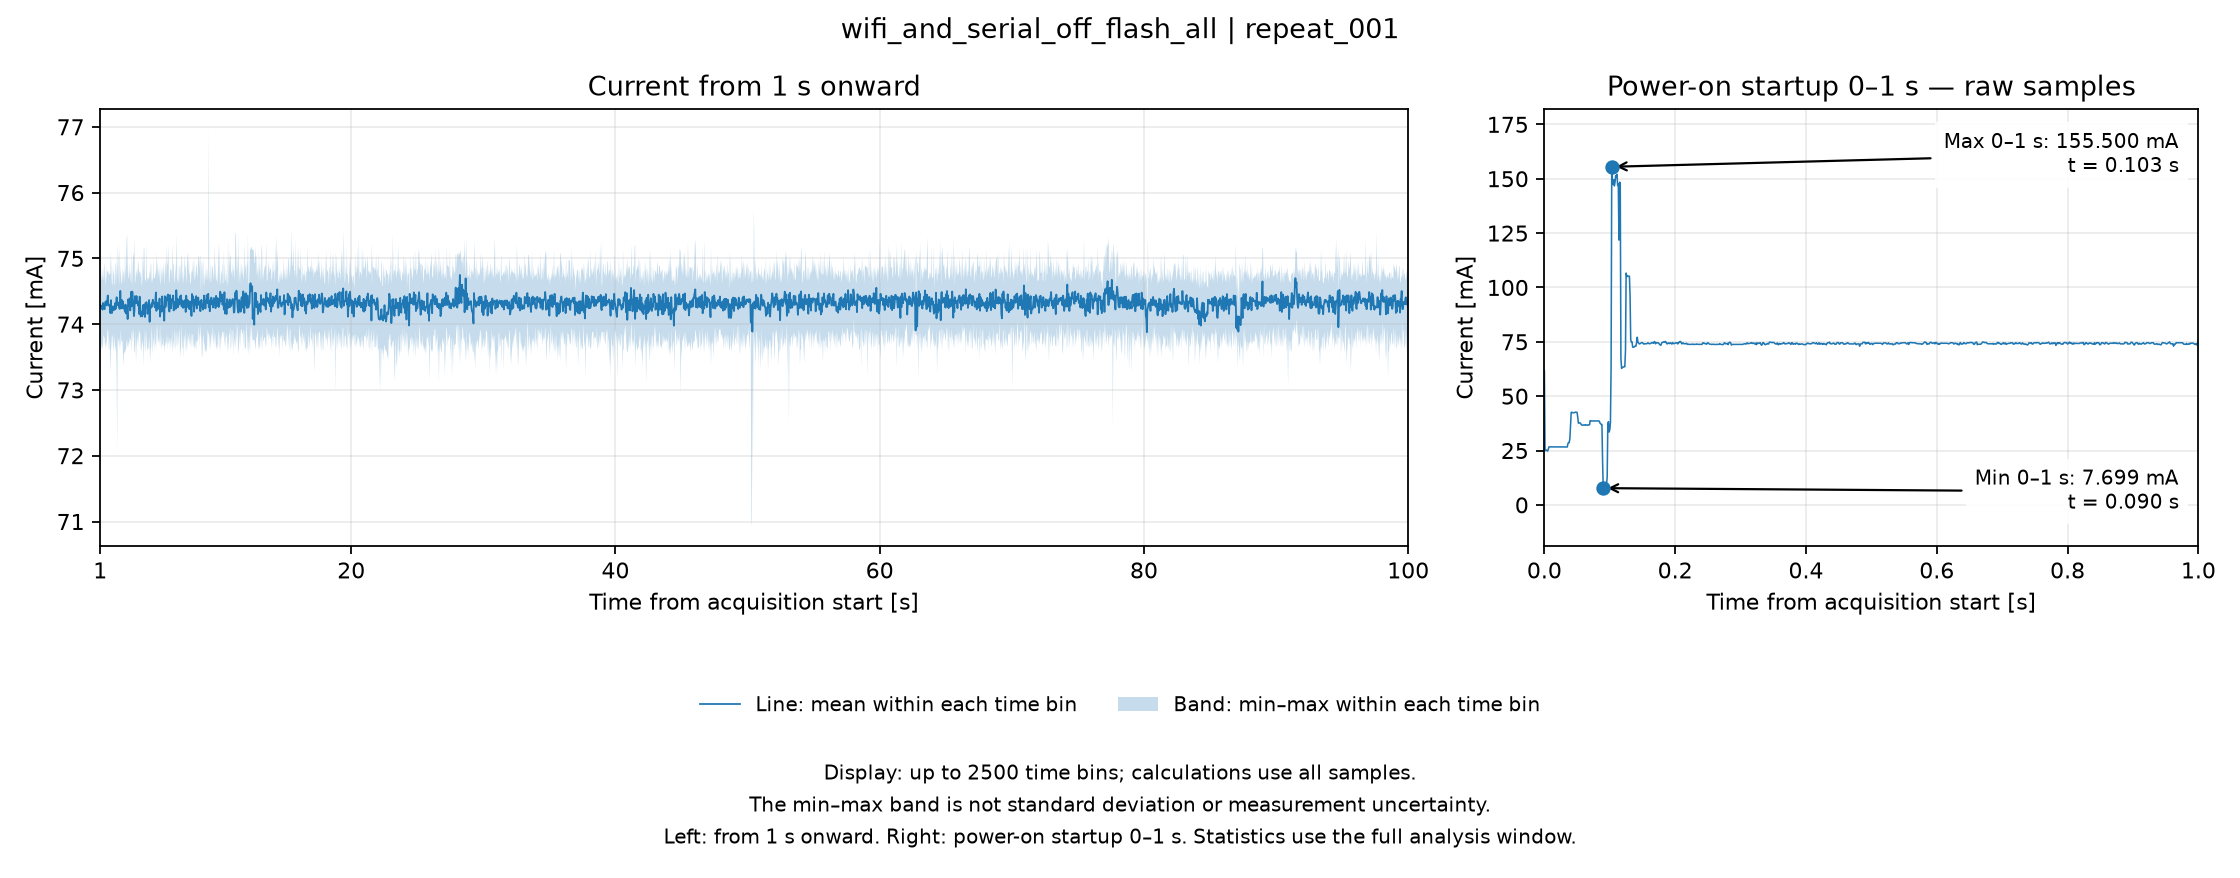 wifi_and_serial_off_flash_all | repeat_001
Current from 1 s onward
77
76
75
74
73
72
71
Current [mA]
1
20
40
60
80
100
Time from acquisition start [s]
Power-on startup 0–1 s — raw samples
175
150
125
100
75
50
25
0
Current [mA]
Max 0–1 s: 155.500 mA
t = 0.103 s
Min 0–1 s: 7.699 mA
t = 0.090 s
0.0
0.2
0.4
0.6
0.8
1.0
Time from acquisition start [s]
Line: mean within each time bin
Band: min–max within each time bin
Display: up to 2500 time bins; calculations use all samples.
The min–max band is not standard deviation or measurement uncertainty.
Left: from 1 s onward. Right: power-on startup 0–1 s. Statistics use the full analysis window.